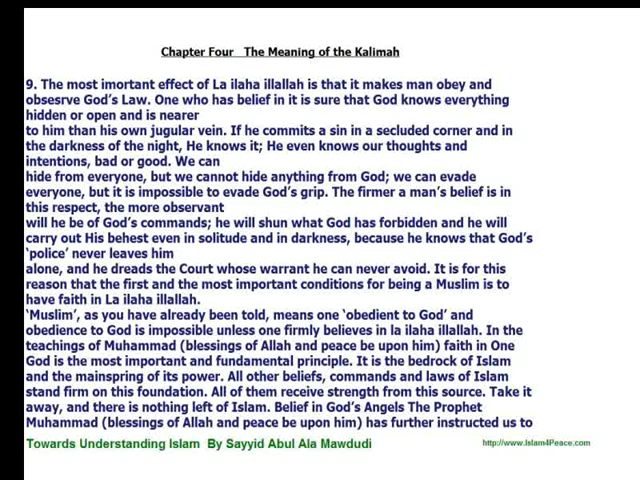 Chapter Four   The Meaning of the Kalimah
9. The most imortant effect of La ilaha illallah is that it makes man obey and
obsesrve God's Law. One who has belief in it is sure that God knows everything
hidden or open and is nearer
to him than his own jugular vein. If he commits a sin in a secluded corner and in
the darkness of the night, He knows it; He even knows our thoughts and
intentions, bad or good. We can
hide from everyone, but we cannot hide anything from God; we can evade
everyone, but it is impossible to evade God's grip. The firmer a man's belief is in
this respect, the more observant
will he be of God's commands; he will shun what God has forbidden and he will
carry out His behest even in solitude and in darkness, because he knows that God's
'police' never leaves him
alone, and he dreads the Court whose warrant he can never avoid. It is for this
reason that the first and the most important conditions for being a Muslim is to
have faith in La ilaha illallah.
'Muslim', as you have already been told, means one 'obedient to God' and
obedience to God is impossible unless one firmly believes in la ilaha illallah. In the
teachings of Muhammad (blessings of Allah and peace be upon him) faith in One
God is the most important and fundamental principle. It is the bedrock of Islam
and the mainspring of its power. All other beliefs, commands and laws of Islam
stand firm on this foundation. All of them receive strength from this source. Take it
away, and there is nothing left of Islam. Belief in God's Angels The Prophet
Muhammad (blessings of Allah and peace be upon him) has further instructed us to
Towards Understanding Islam  By Sayyid Abul Ala Mawdudi
http://www.Islam4Peace.com